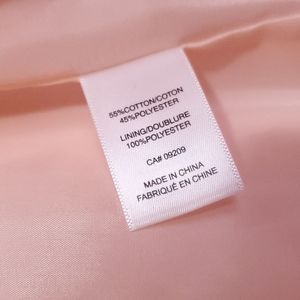 55%COTTON/COTON
45%POLYESTER
LINING/DOUBLURE
100%POLYESTER
CA# 09209
MADE IN CHINA
FABRIQUÉ EN CHINE